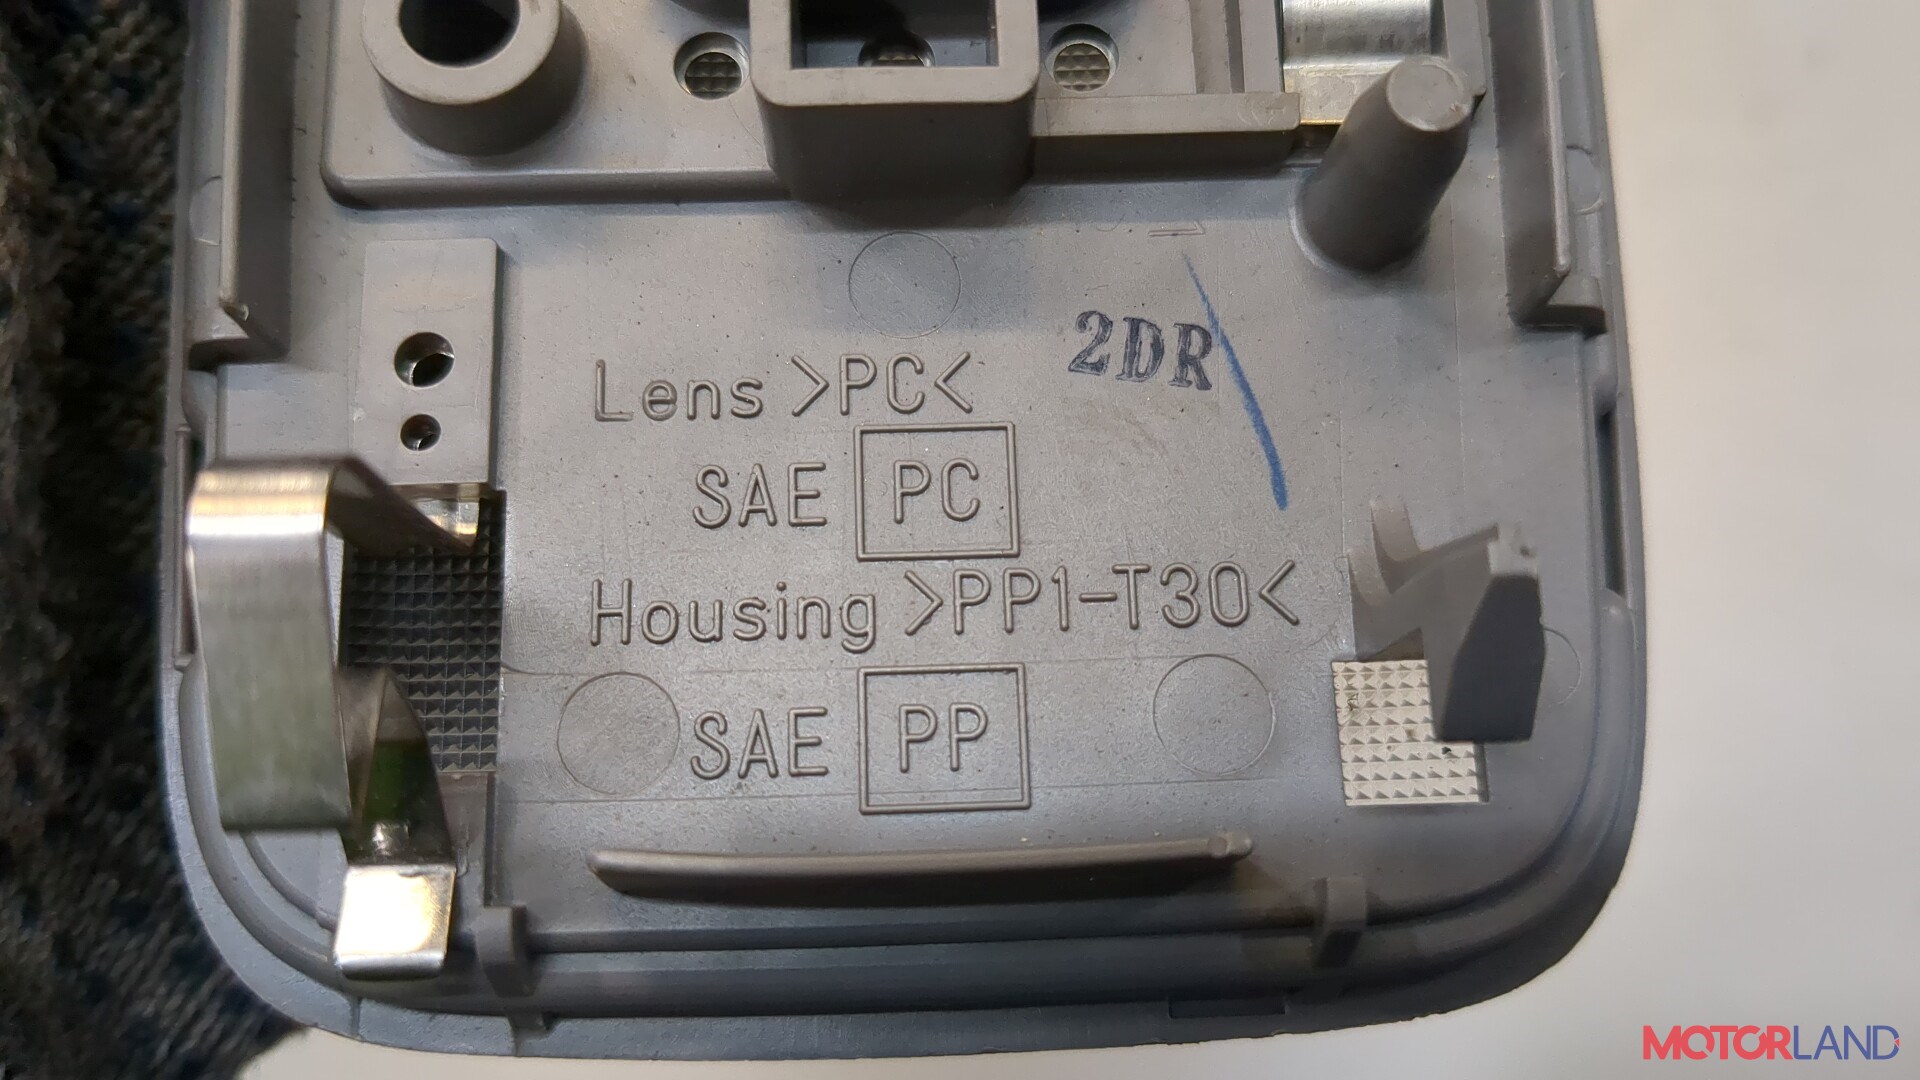 2DR
Lens >PC<
SAE PC
Housing >PP1-T30<
SAE PP
MOTORLAND